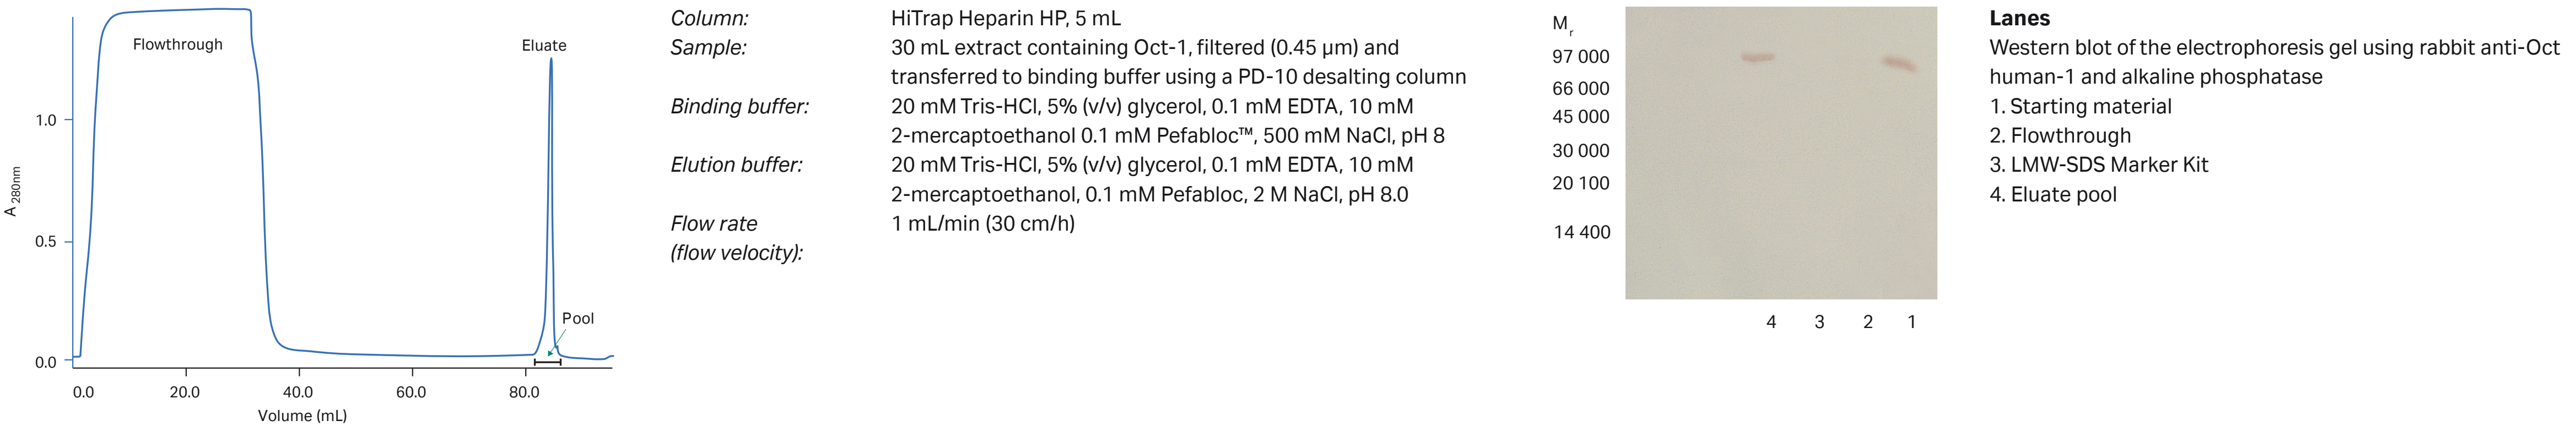 Flowthrough
Eluate
Pool
1.0
0.5
0.0
A 280nm
0.0 20.0 40.0 60.0 80.0
Volume (mL)
Column: HiTrap Heparin HP, 5 mL
Sample: 30 mL extract containing Oct-1, filtered (0.45 µm) and
transferred to binding buffer using a PD-10 desalting column
Binding buffer: 20 mM Tris-HCl, 5% (v/v) glycerol, 0.1 mM EDTA, 10 mM
2-mercaptoethanol 0.1 mM Pefabloc™, 500 mM NaCl, pH 8
Elution buffer: 20 mM Tris-HCl, 5% (v/v) glycerol, 0.1 mM EDTA, 10 mM
2-mercaptoethanol, 0.1 mM Pefabloc, 2 M NaCl, pH 8.0
Flow rate 1 mL/min (30 cm/h)
(flow velocity):
Mr
97 000
66 000
45 000
30 000
20 100
14 400
4 3 2 1
Lanes
Western blot of the electrophoresis gel using rabbit anti-Oct
human-1 and alkaline phosphatase
1. Starting material
2. Flowthrough
3. LMW-SDS Marker Kit
4. Eluate pool